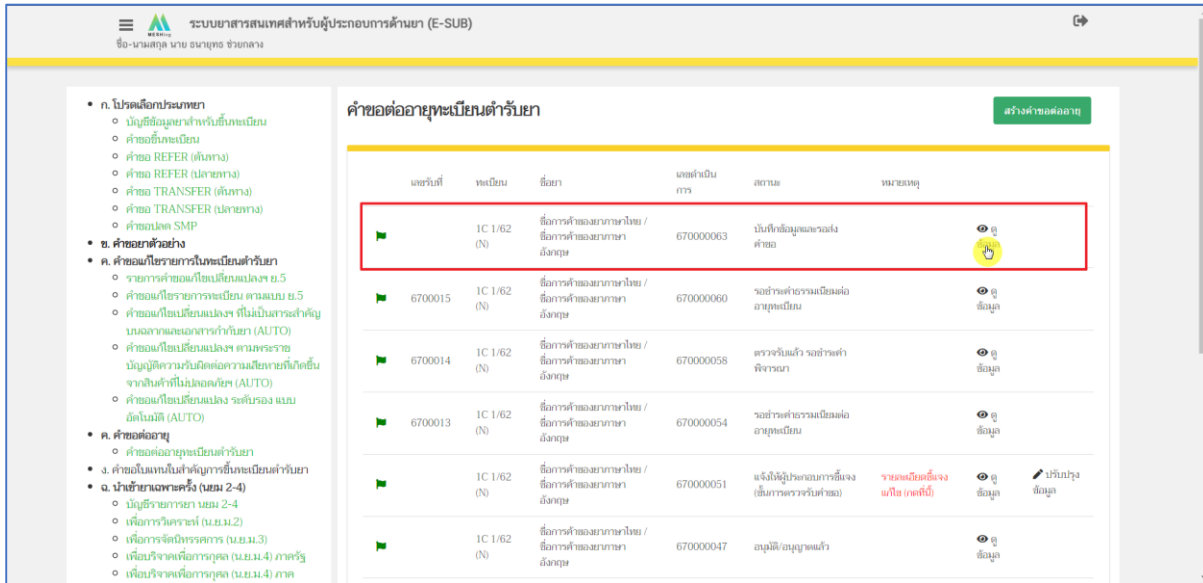 ระบบยาสารสนเทศสำหรับผู้ประกอบการด้านยา (E-SUB)
ชื่อ-นามสกุล นาย ธนายุทธ ช่วยกลาง
ก. โปรดเลือกประเภทยา
บัญชีข้อมูลยาสำหรับขึ้นทะเบียน
คำขอขึ้นทะเบียน
คำขอ REFER (ต้นทาง)
คำขอ REFER (ปลายทาง)
คำขอ TRANSFER (ต้นทาง)
คำขอ TRANSFER (ปลายทาง)
คำขอปลด SMP
ข. คำขอยาตัวอย่าง
ค. คำขอแก้ไขรายการในทะเบียนตำรับยา
รายการคำขอแก้ไขเปลี่ยนแปลงฯ ย.5
คำขอแก้ไขรายการทะเบียน ตามแบบ ย.5
คำขอแก้ไขเปลี่ยนแปลงฯ ที่ไม่เป็นสาระสำคัญ
บนฉลากและเอกสารกำกับยา (AUTO)
คำขอแก้ไขเปลี่ยนแปลงฯ ตามพระราช
บัญญัติความรับผิดต่อความเสียหายที่เกิดขึ้น
จากสินค้าที่ไม่ปลอดภัยฯ (AUTO)
คำขอแก้ไขเปลี่ยนแปลง ระดับรอง แบบ
อัตโนมัติ (AUTO)
ค. คำขอต่ออายุ
คำขอต่ออายุทะเบียนตำรับยา
ง. คำขอใบแทนใบสำคัญการขึ้นทะเบียนตำรับยา
ฉ. นำเข้ายาเฉพาะครั้ง (นยม 2-4)
บัญชีรายการยา นยม 2-4
เพื่อการวิเคราะห์ (น.ย.ม.2)
เพื่อการจัดนิทรรศการ (น.ย.ม.3)
เพื่อบริจาคเพื่อการกุศล (น.ย.ม.4) ภาครัฐ
เพื่อบริจาคเพื่อการกุศล (น.ย.ม.4) ภาค
คำขอต่ออายุทะเบียนตำรับยา
สร้างคำขอต่ออายุ
เลขรับที่ ทะเบียน ชื่อยา เลขดำเนินการ สถานะ หมายเหตุ
1C 1/62 (N) ชื่อการค้าของยาภาษาไทย / ชื่อการค้าของยาภาษาอังกฤษ 670000063 บันทึกข้อมูลและรอส่งคำขอ ดูข้อมูล
6700015 1C 1/62 (N) ชื่อการค้าของยาภาษาไทย / ชื่อการค้าของยาภาษาอังกฤษ 670000060 รอชำระค่าธรรมเนียมต่ออายุทะเบียน ดูข้อมูล
6700014 1C 1/62 (N) ชื่อการค้าของยาภาษาไทย / ชื่อการค้าของยาภาษาอังกฤษ 670000058 ตรวจรับแล้ว รอชำระค่าพิจารณา ดูข้อมูล
6700013 1C 1/62 (N) ชื่อการค้าของยาภาษาไทย / ชื่อการค้าของยาภาษาอังกฤษ 670000054 รอชำระค่าธรรมเนียมต่ออายุทะเบียน ดูข้อมูล
1C 1/62 (N) ชื่อการค้าของยาภาษาไทย / ชื่อการค้าของยาภาษาอังกฤษ 670000051 แจ้งให้ผู้ประกอบการชี้แจง (ขั้นการตรวจรับคำขอ) รายละเอียดชี้แจงแก้ไข (กดที่นี่) ดูข้อมูล ปรับปรุงข้อมูล
1C 1/62 (N) ชื่อการค้าของยาภาษาไทย / ชื่อการค้าของยาภาษาอังกฤษ 670000047 อนุมัติ/อนุญาตแล้ว ดูข้อมูล